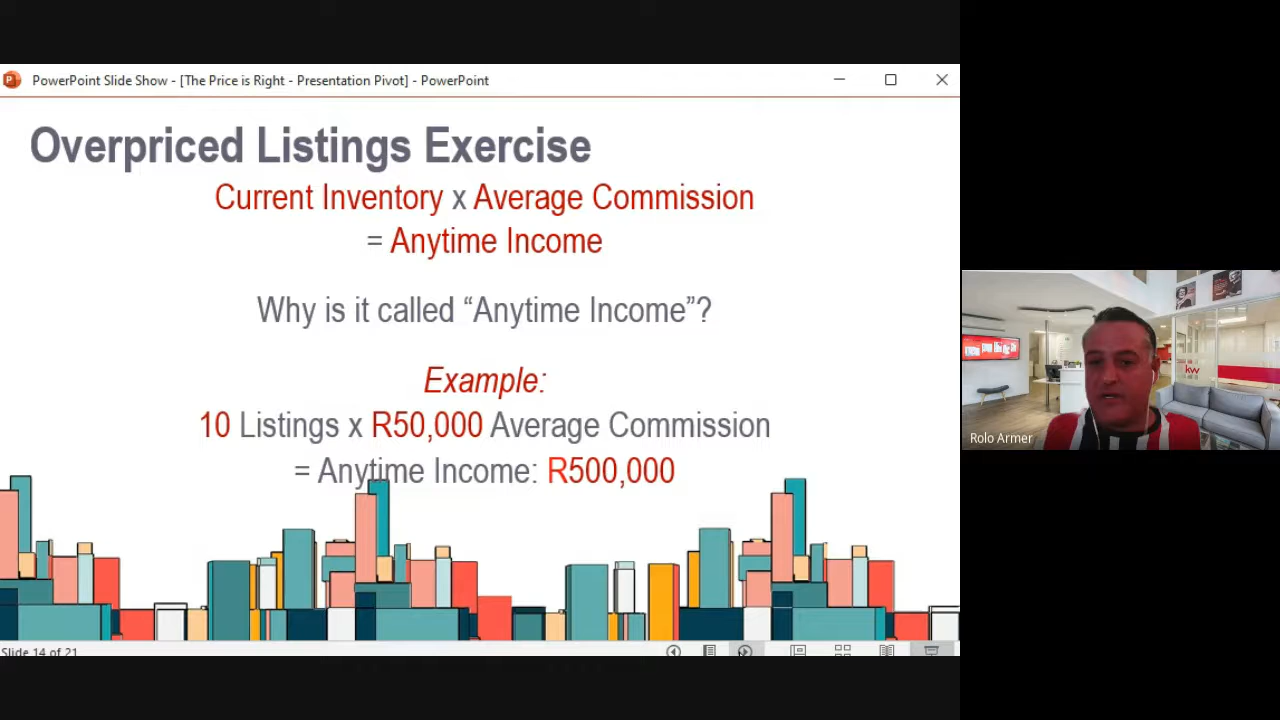 PowerPoint Slide Show - [The Price is Right - Presentation Pivot] - PowerPoint
Overpriced Listings Exercise
Current Inventory x Average Commission
= Anytime Income
Why is it called “Anytime Income”?
Example:
10 Listings x R50,000 Average Commission
= Anytime Income: R500,000
Slide 14 of 21
kw
Rolo Armer